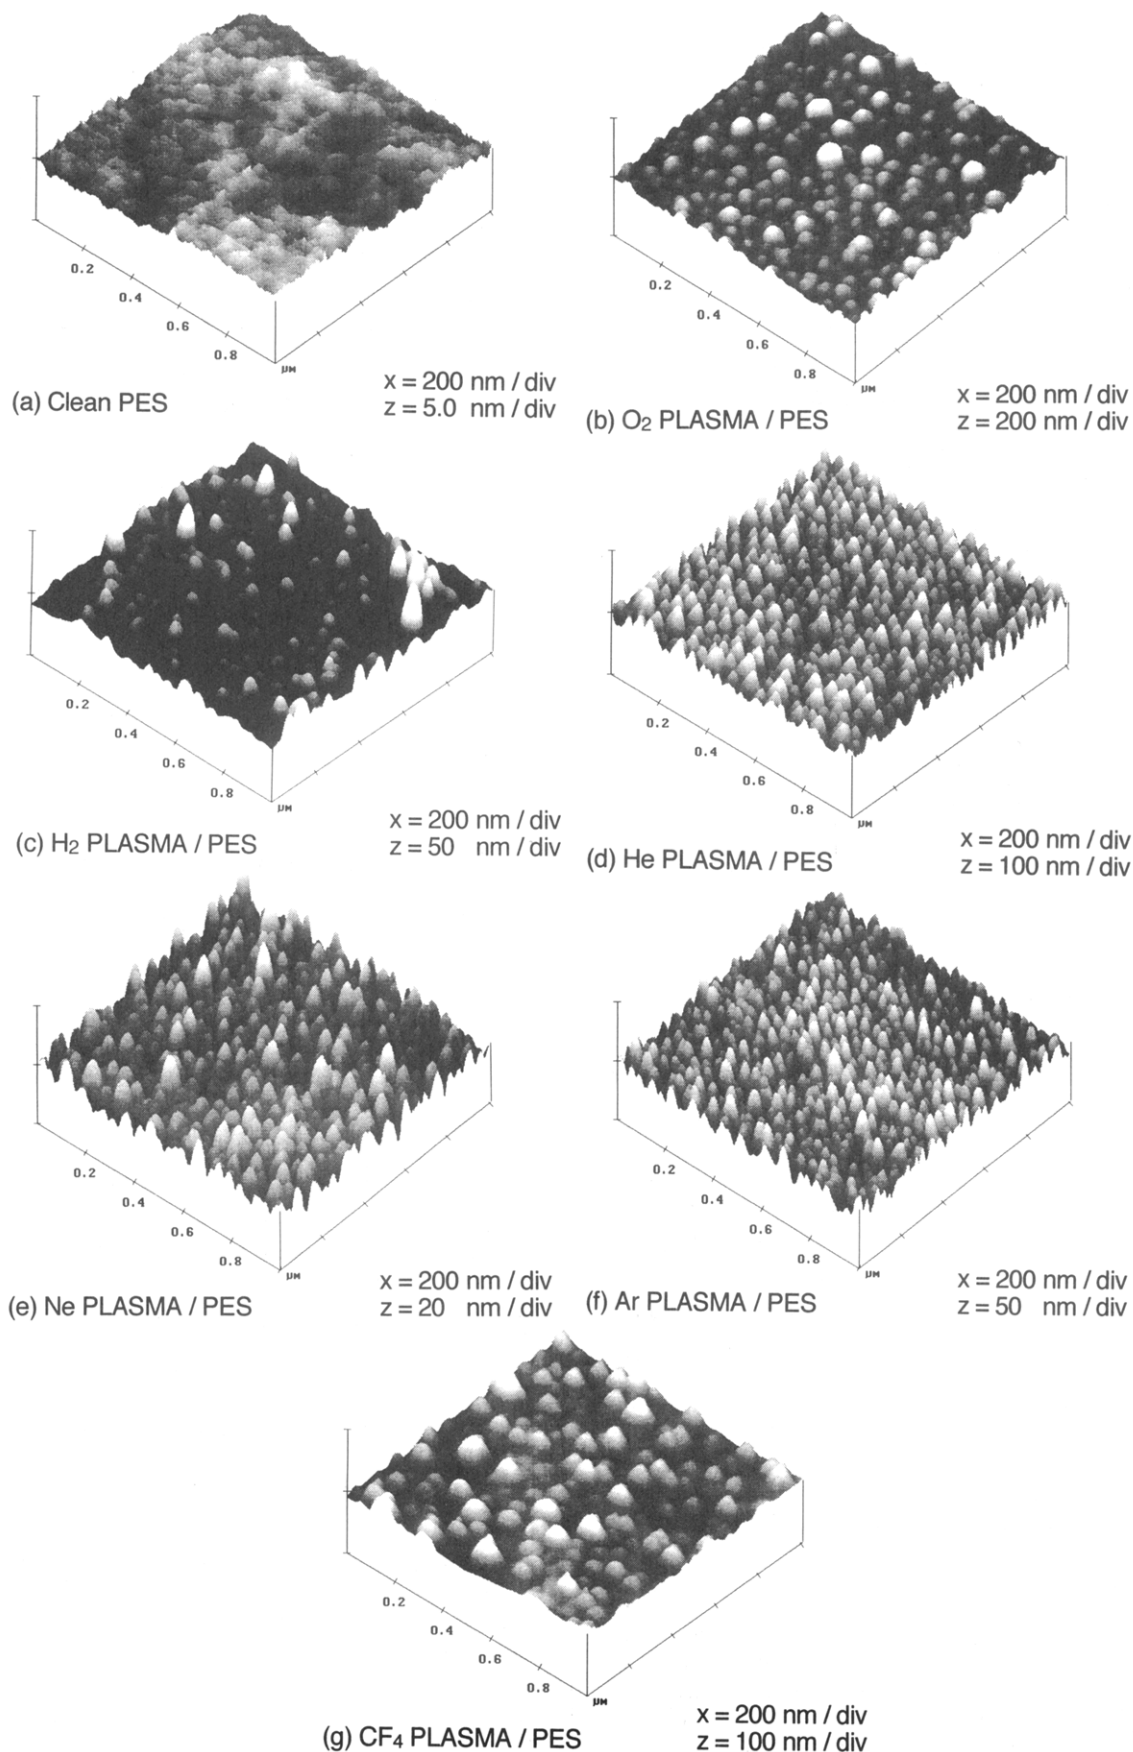 0.2
0.4
0.6
0.8
μM
x = 200 nm / div
z = 5.0 nm / div
(a) Clean PES
0.2
0.4
0.6
0.8
μM
x = 200 nm / div
z = 200 nm / div
(b) O2 PLASMA / PES
0.2
0.4
0.6
0.8
μM
x = 200 nm / div
z = 50 nm / div
(c) H2 PLASMA / PES
0.2
0.4
0.6
0.8
μM
x = 200 nm / div
z = 100 nm / div
(d) He PLASMA / PES
0.2
0.4
0.6
0.8
μM
x = 200 nm / div
z = 20 nm / div
(e) Ne PLASMA / PES
0.2
0.4
0.6
0.8
μM
x = 200 nm / div
z = 50 nm / div
(f) Ar PLASMA / PES
0.2
0.4
0.6
0.8
μM
x = 200 nm / div
z = 100 nm / div
(g) CF4 PLASMA / PES